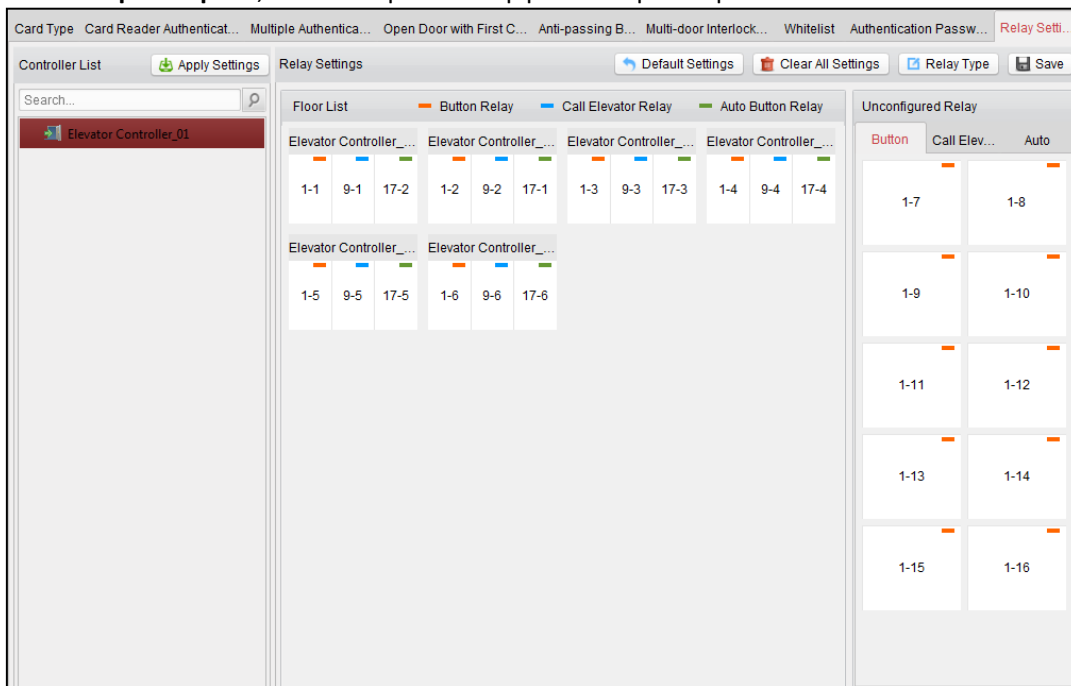 Card Type Card Reader Authenticat... Multiple Authentica... Open Door with First C... Anti-passing B... Multi-door Interlock... Whitelist Authentication Passw... Relay Setti...
Controller List Apply Settings
Search...
Elevator Controller_01
Relay Settings Default Settings Clear All Settings Relay Type Save
Floor List Button Relay Call Elevator Relay Auto Button Relay
Elevator Controller_... Elevator Controller_... Elevator Controller_... Elevator Controller_...
1-1 9-1 17-2 1-2 9-2 17-1 1-3 9-3 17-3 1-4 9-4 17-4
Elevator Controller_... Elevator Controller_...
1-5 9-5 17-5 1-6 9-6 17-6
Unconfigured Relay
Button Call Elev... Auto
1-7 1-8
1-9 1-10
1-11 1-12
1-13 1-14
1-15 1-16